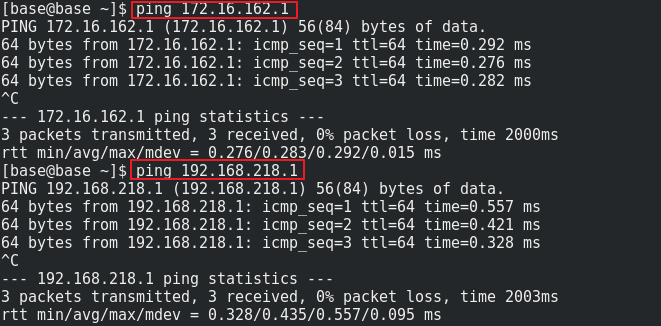 [base@base ~]$ ping 172.16.162.1
PING 172.16.162.1 (172.16.162.1) 56(84) bytes of data.
64 bytes from 172.16.162.1: icmp_seq=1 ttl=64 time=0.292 ms
64 bytes from 172.16.162.1: icmp_seq=2 ttl=64 time=0.276 ms
64 bytes from 172.16.162.1: icmp_seq=3 ttl=64 time=0.282 ms
^C
--- 172.16.162.1 ping statistics ---
3 packets transmitted, 3 received, 0% packet loss, time 2000ms
rtt min/avg/max/mdev = 0.276/0.283/0.292/0.015 ms
[base@base ~]$ ping 192.168.218.1
PING 192.168.218.1 (192.168.218.1) 56(84) bytes of data.
64 bytes from 192.168.218.1: icmp_seq=1 ttl=64 time=0.557 ms
64 bytes from 192.168.218.1: icmp_seq=2 ttl=64 time=0.421 ms
64 bytes from 192.168.218.1: icmp_seq=3 ttl=64 time=0.328 ms
^C
--- 192.168.218.1 ping statistics ---
3 packets transmitted, 3 received, 0% packet loss, time 2003ms
rtt min/avg/max/mdev = 0.328/0.435/0.557/0.095 ms